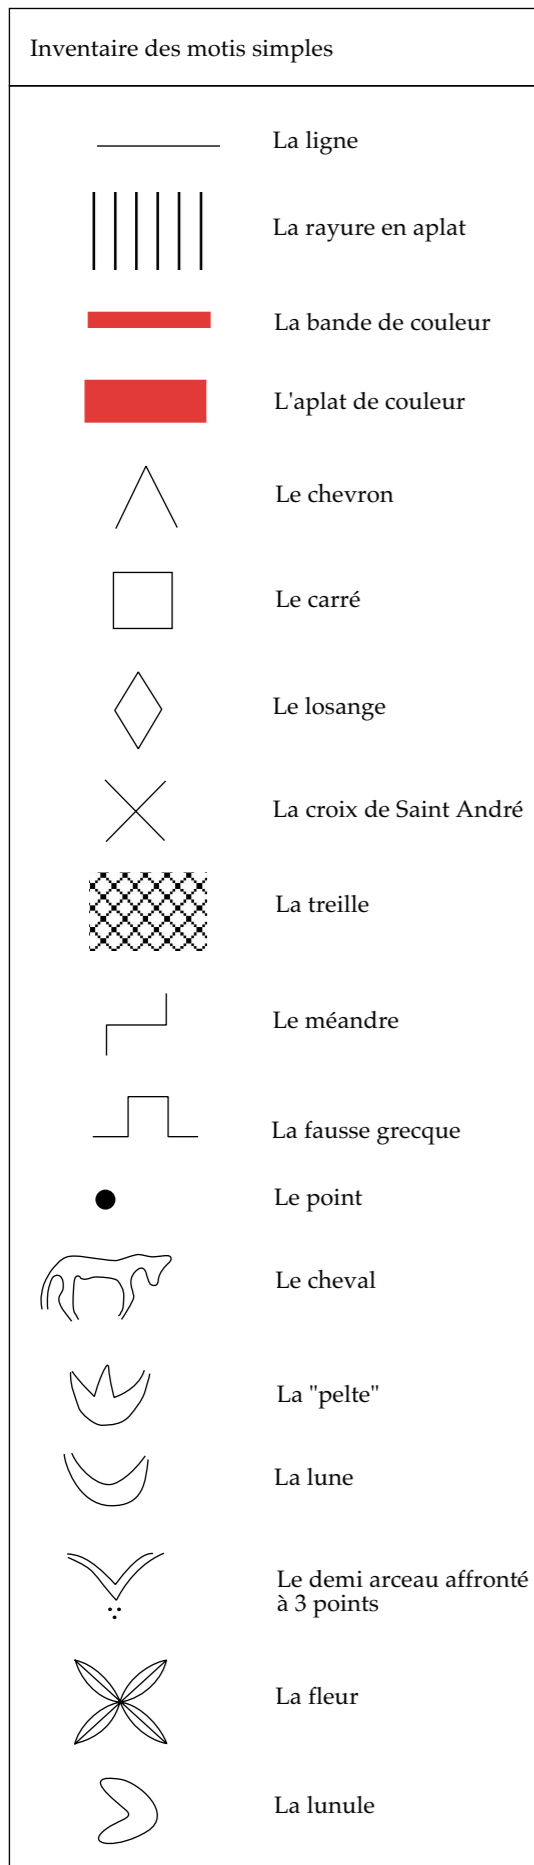 Inventaire des motis simples
La ligne
La rayure en aplat
La bande de couleur
L'aplat de couleur
Le chevron
Le carré
Le losange
La croix de Saint André
La treille
Le méandre
La fausse grecque
Le point
Le cheval
La "pelte"
La lune
Le demi arceau affronté
à 3 points
La fleur
La lunule